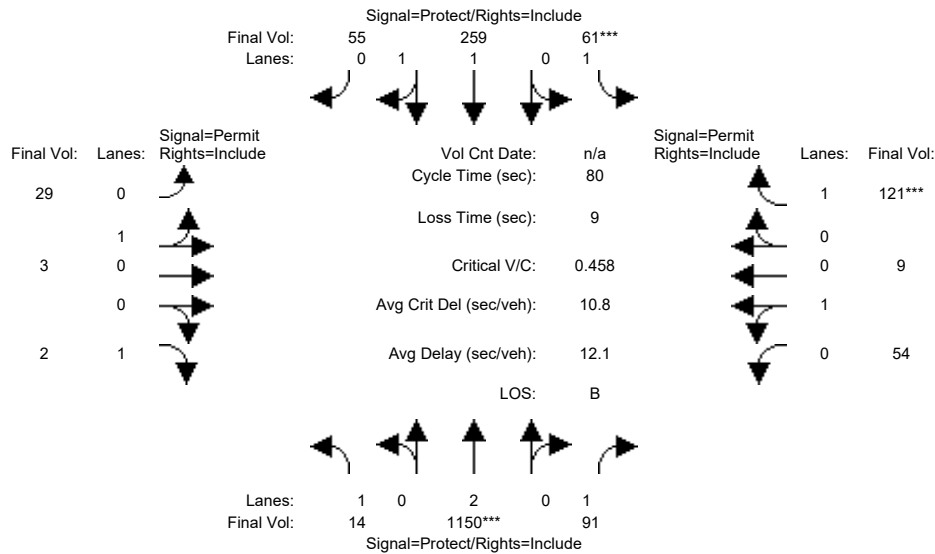 Signal=Protect/Rights=Include
Final Vol: 55 259 61***
Lanes: 0 1 1 0 1
Signal=Permit
Final Vol: Lanes: Rights=Include
Vol Cnt Date: n/a
Signal=Permit
Rights=Include Lanes: Final Vol:
Cycle Time (sec): 80
29 0
1 121***
Loss Time (sec): 9
1
0
3 0
Critical V/C: 0.458
0 9
0
Avg Crit Del (sec/veh): 10.8
1
2 1
Avg Delay (sec/veh): 12.1
0 54
LOS: B
Lanes: 1 0 2 0 1
Final Vol: 14 1150*** 91
Signal=Protect/Rights=Include